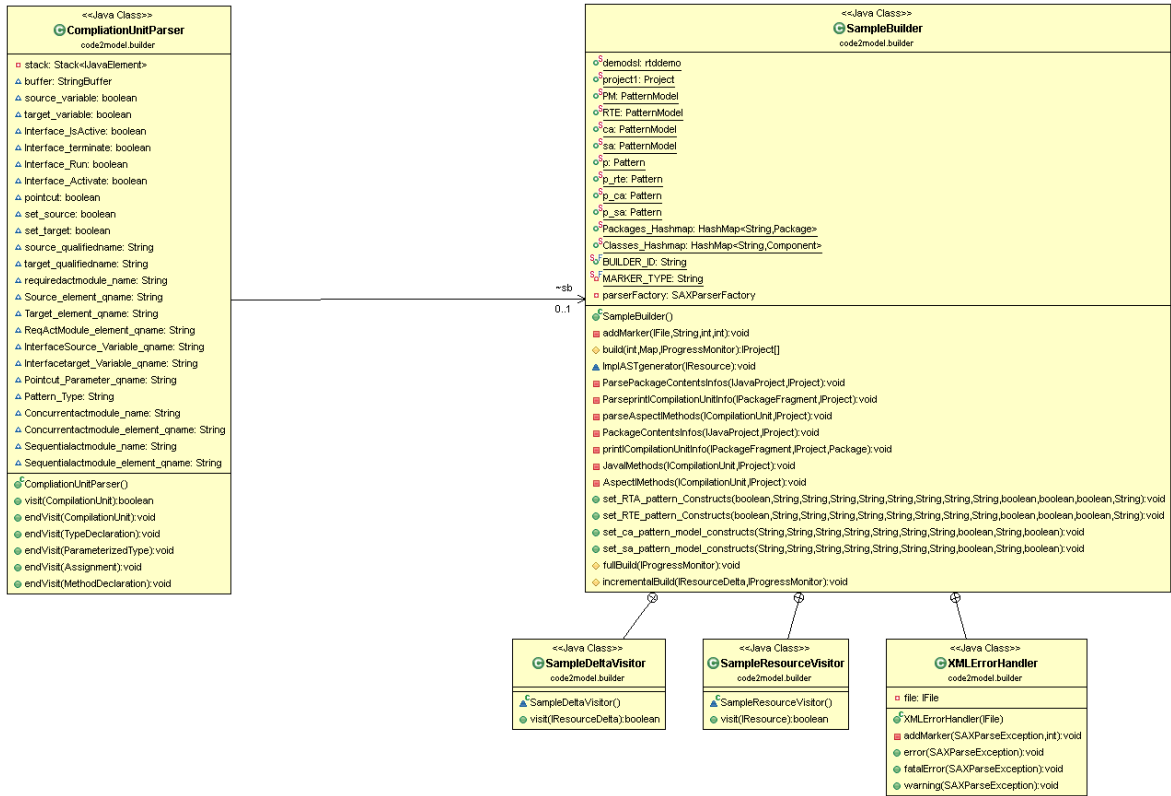 <<Java Class>>
CompliationUnitParser
code2model.builder
stack: Stack<IJavaElement>
buffer: StringBuffer
source_variable: boolean
target_variable: boolean
Interface_IsActive: boolean
Interface_terminate: boolean
Interface_Run: boolean
Interface_Activate: boolean
pointcut: boolean
set_source: boolean
set_target: boolean
source_qualifiedname: String
target_qualifiedname: String
requiredactmodule_name: String
Source_element_qname: String
Target_element_qname: String
ReqActModule_element_qname: String
InterfaceSource_Variable_qname: String
Interfacetarget_Variable_qname: String
Pointcut_Parameter_qname: String
Pattern_Type: String
Concurrentactmodule_name: String
Concurrentactmodule_element_qname: String
Sequentialactmodule_name: String
Sequentialactmodule_element_qname: String
CompliationUnitParser()
visit(CompilationUnit):boolean
endVisit(CompilationUnit):void
endVisit(TypeDeclaration):void
endVisit(ParameterizedType):void
endVisit(Assignment):void
endVisit(MethodDeclaration):void
~sb
0..1
<<Java Class>>
SampleBuilder
code2model.builder
demodsl: rtddemo
project1: Project
PM: PatternModel
RTE: PatternModel
ca: PatternModel
sa: PatternModel
p: Pattern
p_rte: Pattern
p_ca: Pattern
p_sa: Pattern
Packages_Hashmap: HashMap<String,Package>
Classes_Hashmap: HashMap<String,Component>
BUILDER_ID: String
MARKER_TYPE: String
parserFactory: SAXParserFactory
SampleBuilder()
addMarker(IFile,String,int,int):void
build(int,Map,IProgressMonitor):IProject[]
ImplASTgenerator(IResource):void
ParsePackageContentsInfos(IJavaProject,IProject):void
ParseprintICompilationUnitInfo(IPackageFragment,IProject):void
parseAspectIMethods(ICompilationUnit,IProject):void
PackageContentsInfos(IJavaProject,IProject):void
printICompilationUnitInfo(IPackageFragment,IProject,Package):void
JavaIMethods(ICompilationUnit,IProject):void
AspectIMethods(ICompilationUnit,IProject):void
set_RTA_pattern_Constructs(boolean,String,String,String,String,String,String,String,boolean,boolean,boolean,String):void
set_RTE_pattern_Constructs(boolean,String,String,String,String,String,String,String,boolean,boolean,boolean,String):void
set_ca_pattern_model_constructs(String,String,String,String,String,String,boolean,String,boolean):void
set_sa_pattern_model_constructs(String,String,String,String,String,String,boolean,String,boolean):void
fullBuild(IProgressMonitor):void
incrementalBuild(IResourceDelta,IProgressMonitor):void
<<Java Class>>
SampleDeltaVisitor
code2model.builder
SampleDeltaVisitor()
visit(IResourceDelta):boolean
<<Java Class>>
SampleResourceVisitor
code2model.builder
SampleResourceVisitor()
visit(IResource):boolean
<<Java Class>>
XMLErrorHandler
code2model.builder
file: IFile
XMLErrorHandler(IFile)
addMarker(SAXParseException,int):void
error(SAXParseException):void
fatalError(SAXParseException):void
warning(SAXParseException):void